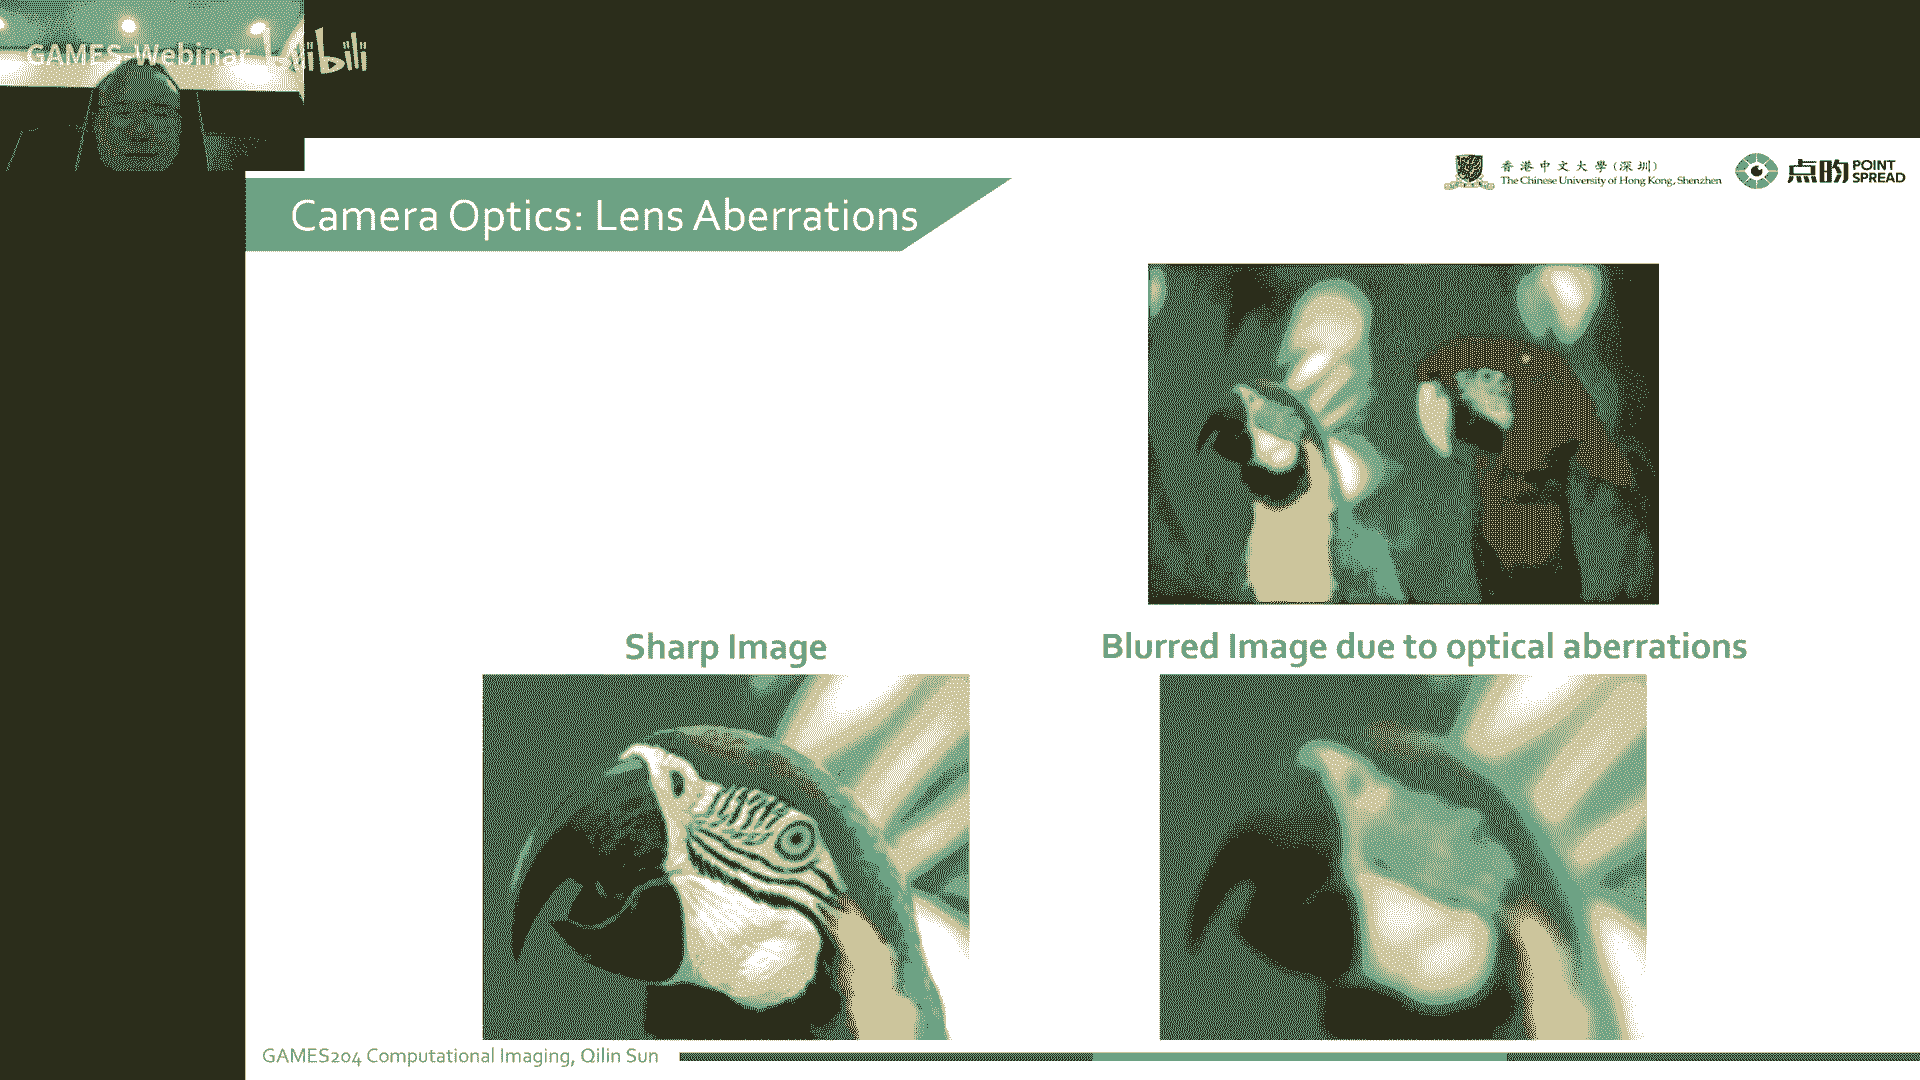 GAMES-Webinar bilibili
香港中文大學(深圳)
The Chinese University of Hong Kong, Shenzhen
点昀 POINT SPREAD
Camera Optics: Lens Aberrations
Sharp Image
Blurred Image due to optical aberrations
GAMES204 Computational Imaging, Qilin Sun